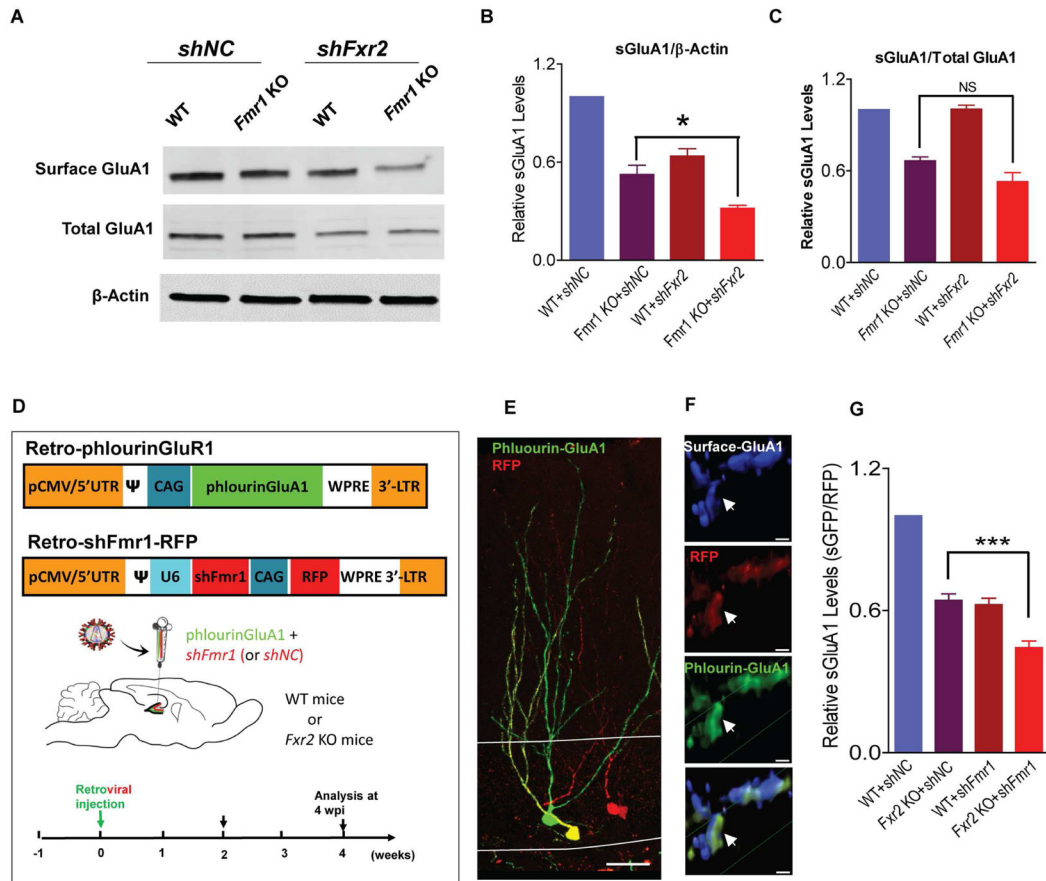 A
shNC
shFxr2
WT
Fmr1 KO
WT
Fmr1 KO
Surface GluA1
Total GluA1
β-Actin
B
sGluA1/β-Actin
Relative sGluA1 Levels
1.2
0.6
0.0
*
WT+shNC
Fmr1 KO+shNC
WT+shFxr2
Fmr1 KO+shFxr2
C
sGluA1/Total GluA1
Relative sGluA1 Levels
1.2
0.6
0.0
NS
WT+shNC
Fmr1 KO+shNC
WT+shFxr2
Fmr1 KO+shFxr2
D
Retro-phlourinGluR1
pCMV/5'UTR Ψ CAG phlourinGluA1 WPRE 3'-LTR
Retro-shFmr1-RFP
pCMV/5'UTR Ψ U6 shFmr1 CAG RFP WPRE 3'-LTR
phlourinGluA1 +
shFmr1 (or shNC)
WT mice
or
Fxr2 KO mice
Retroviral
injection
Analysis at
4 wpi
-1 0 1 2 3 4 (weeks)
E
Phluourin-GluA1
RFP
F
Surface-GluA1
RFP
Phlourin-GluA1
G
Relative sGluA1 Levels (sGFP/RFP)
1.2
0.6
0.0
***
WT+shNC
Fxr2 KO+shNC
WT+shFmr1
Fxr2 KO+shFmr1